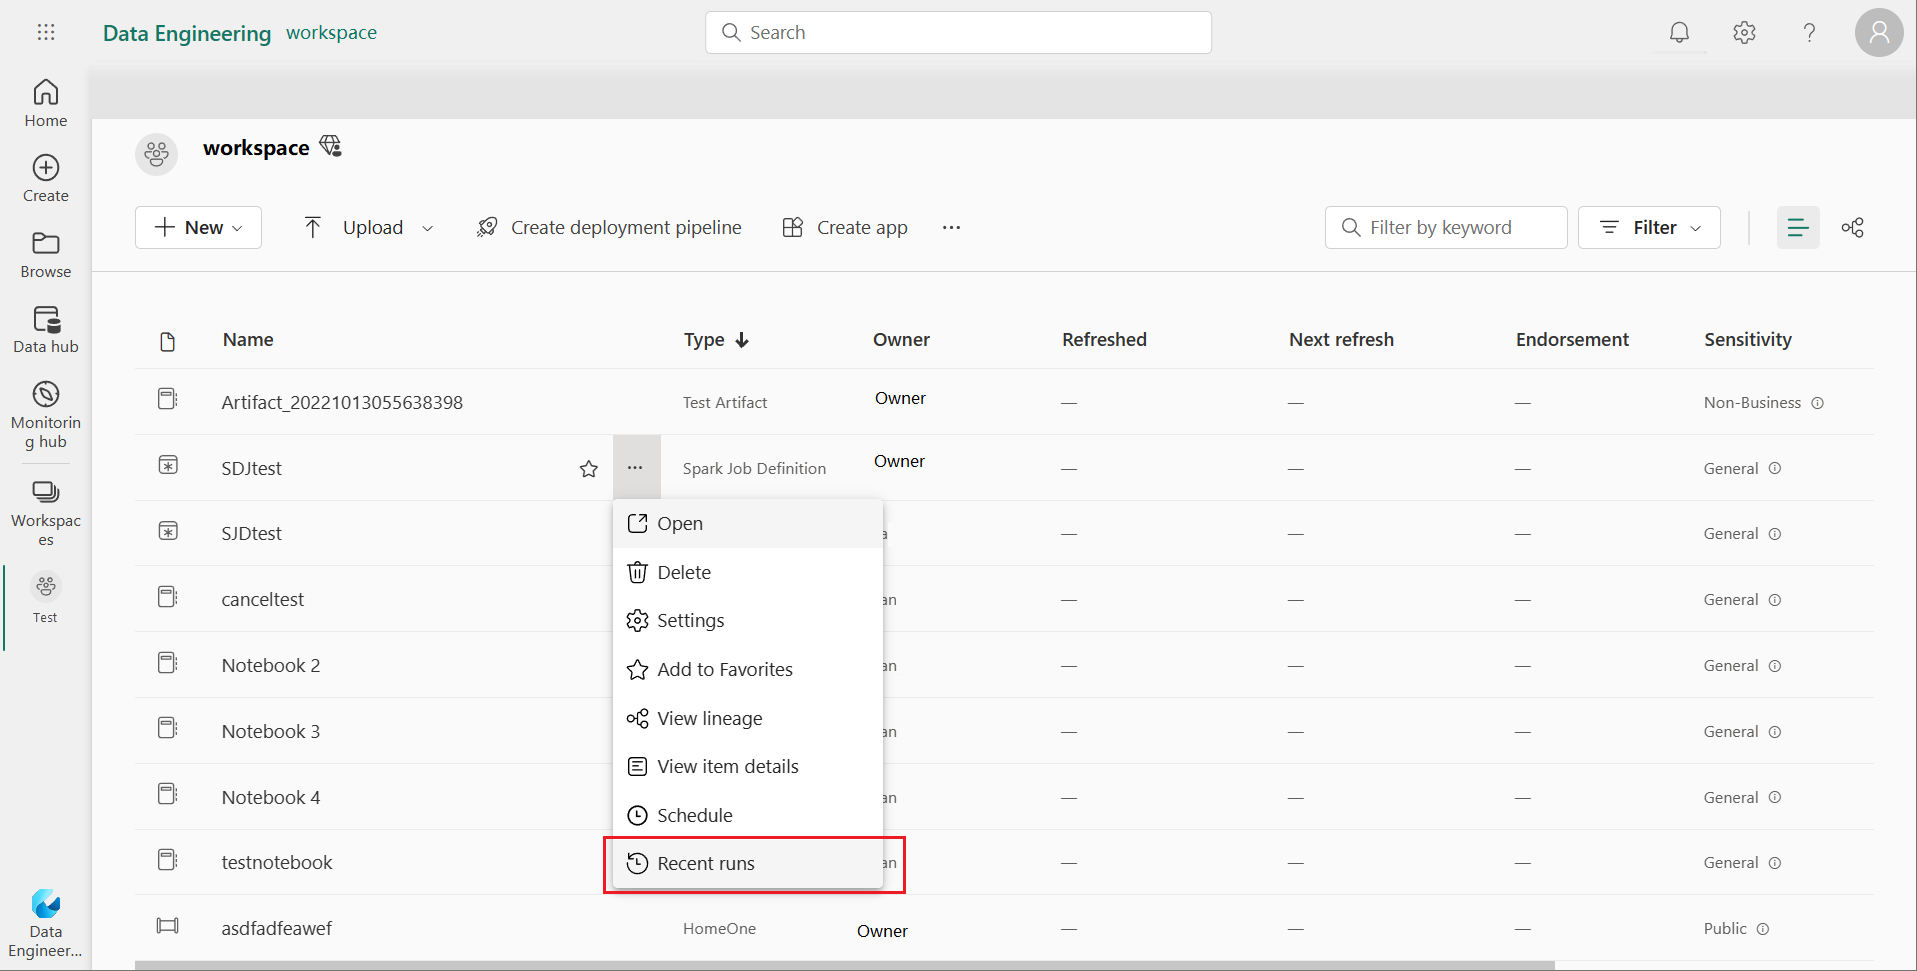 Data Engineering workspace
Search
Home
Create
Browse
Data hub
Monitorin
g hub
Workspac
es
Test
Data
Engineer...
workspace
New
Upload
Create deployment pipeline
Create app
Filter by keyword
Filter
Name Type Owner Refreshed Next refresh Endorsement Sensitivity
Artifact_20221013055638398 Test Artifact Owner — — — Non-Business
SDJtest Spark Job Definition Owner — — — General
SJDtest a — — — General
canceltest an — — — General
Notebook 2 an — — — General
Notebook 3 an — — — General
Notebook 4 an — — — General
testnotebook an — — — General
asdfadfeawef HomeOne Owner — — — Public
Open
Delete
Settings
Add to Favorites
View lineage
View item details
Schedule
Recent runs